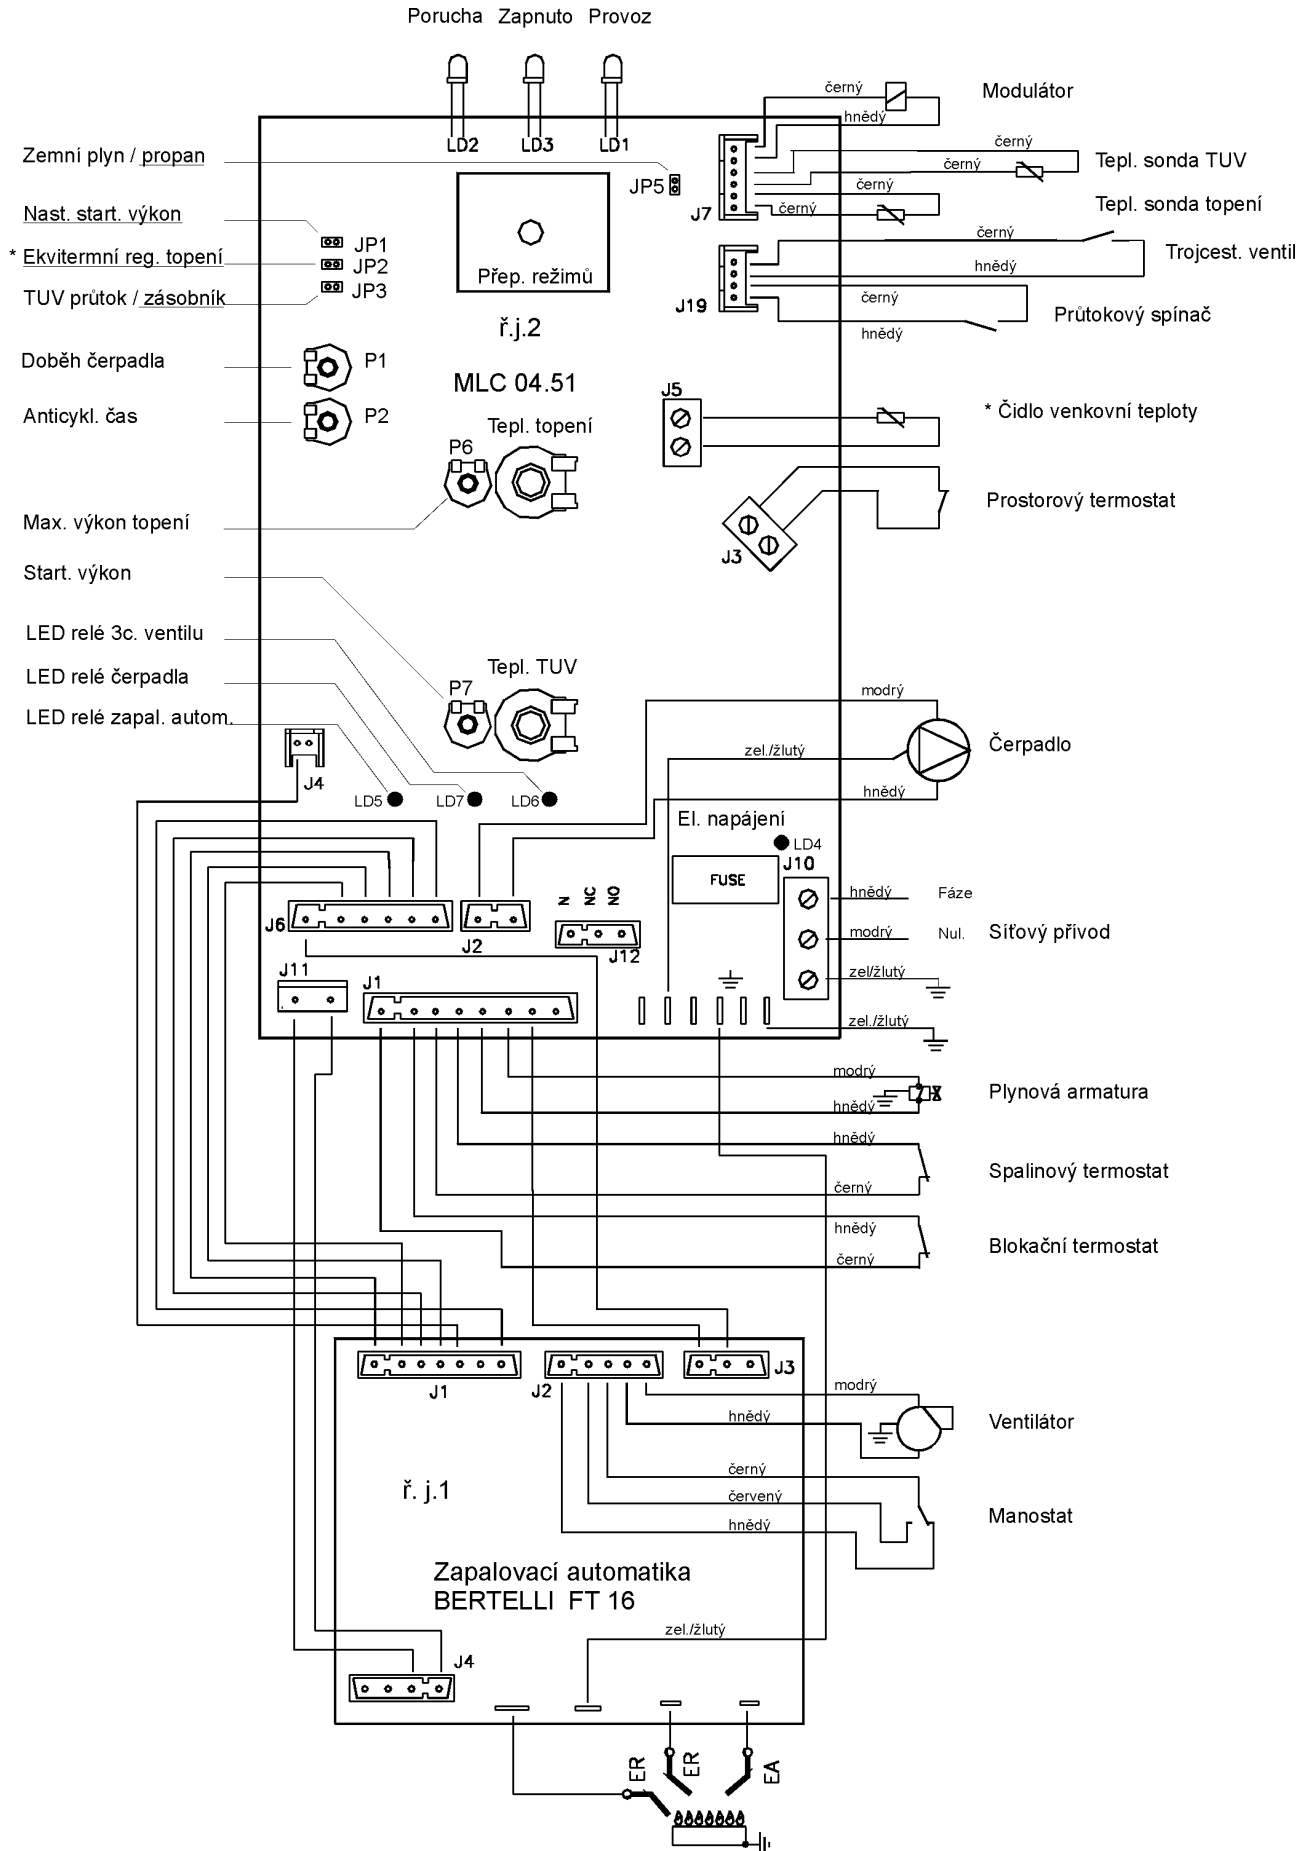 Porucha Zapnuto Provoz
LD2 LD3 LD1
Zemní plyn / propan
JP5
Nast. start. výkon
JP1
* Ekvitermní reg. topení
JP2
TUV průtok / zásobník
JP3
Přep. režimů
ř.j.2
MLC 04.51
Doběh čerpadla
P1
Anticykl. čas
P2
Tepl. topení
P6
Max. výkon topení
Start. výkon
LED relé 3c. ventilu
LED relé čerpadla
LED relé zapal. autom.
Tepl. TUV
P7
J4
LD5 LD7 LD6
J7
černý
hnědý
Modulátor
černý
černý
Tepl. sonda TUV
černý
černý
Tepl. sonda topení
J19
černý
hnědý
Trojcest. ventil
černý
hnědý
Průtokový spínač
J5
* Čidlo venkovní teploty
J3
Prostorový termostat
modrý
zel./žlutý
hnědý
Čerpadlo
El. napájení
LD4
FUSE
J10
hnědý Fáze
modrý Nul.
Síťový přívod
zel/žlutý
zel./žlutý
J6
J2
N NC NO
J12
J11
J1
modrý
hnědý
Plynová armatura
hnědý
černý
Spalinový termostat
hnědý
černý
Blokační termostat
J1
J2
J3
modrý
hnědý
Ventilátor
ř. j.1
černý
červený
hnědý
Manostat
Zapalovací automatika
BERTELLI FT 16
zel./žlutý
J4
ER ER EA